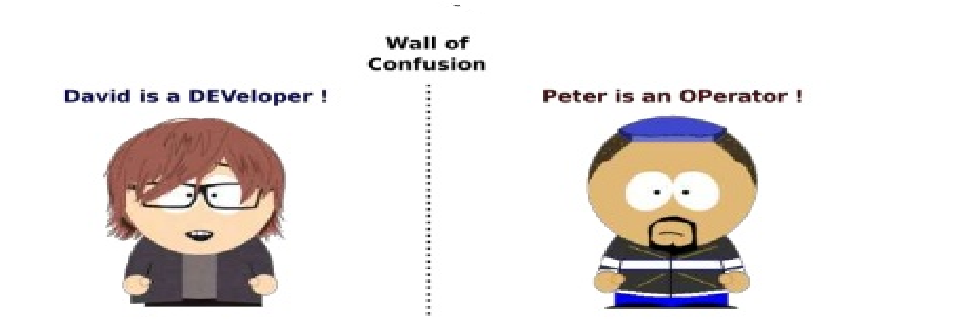 Wall of
Confusion
David is a DEVeloper !
Peter is an OPerator !